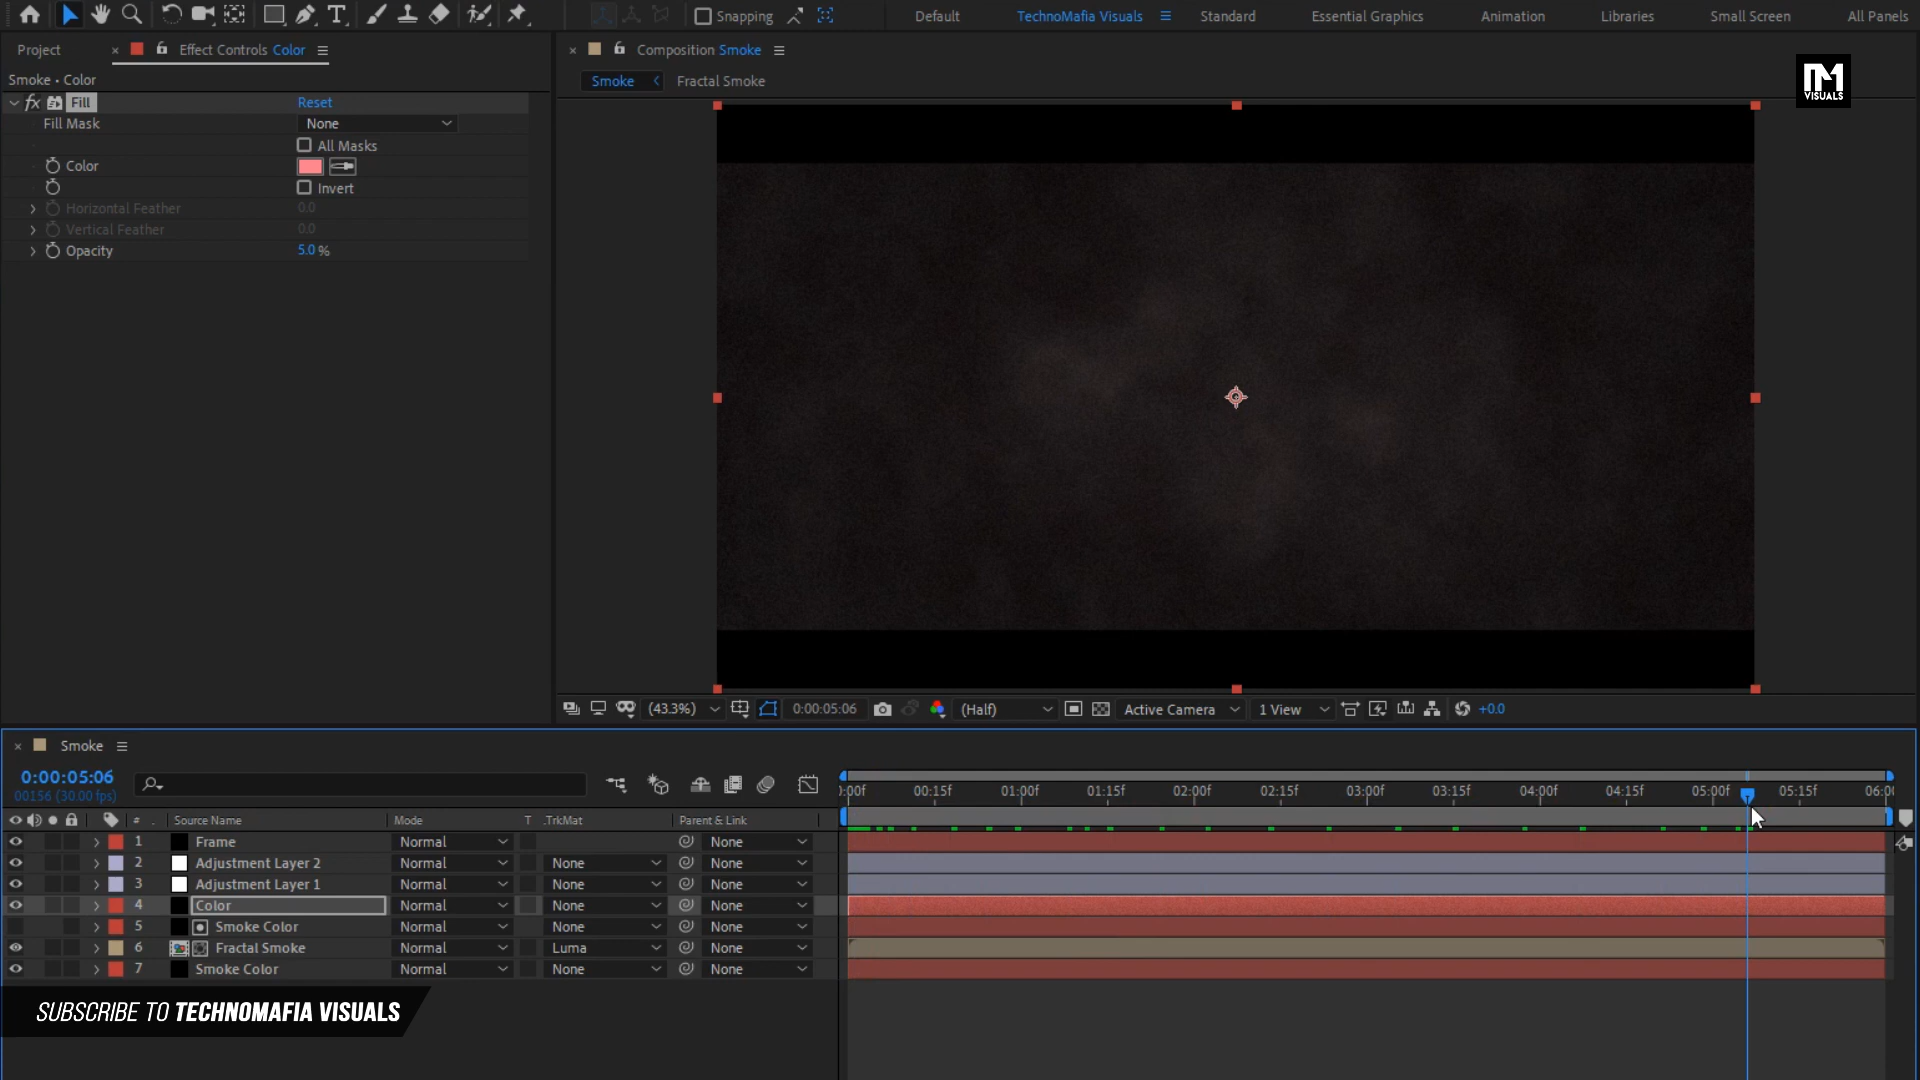 Snapping
Default
TechnoMafia Visuals
Standard
Essential Graphics
Animation
Libraries
Small Screen
All Panels
Project
Effect Controls Color
Composition Smoke
Smoke • Color
Smoke
Fractal Smoke
VISUALS
fx Fill
Reset
Fill Mask
None
All Masks
Color
Invert
Horizontal Feather
0.0
Vertical Feather
0.0
Opacity
5.0 %
(43.3%)
0:00:05:06
(Half)
Active Camera
1 View
+0.0
Smoke
0:00:05:06
00156 (30.00 fps)
):00f 00:15f 01:00f 01:15f 02:00f 02:15f 03:00f 03:15f 04:00f 04:15f 05:00f 05:15f 06:00
# Source Name Mode T .TrkMat Parent & Link
1 Frame Normal None
2 Adjustment Layer 2 Normal None None
3 Adjustment Layer 1 Normal None None
4 Color Normal None None
5 Smoke Color Normal None None
6 Fractal Smoke Normal Luma None
7 Smoke Color Normal None None
SUBSCRIBE TO TECHNOMAFIA VISUALS